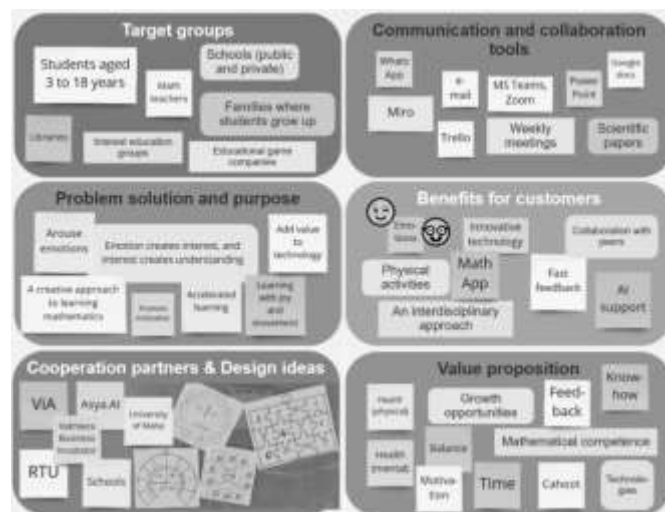 Target groups
Students aged
3 to 18 years
Math
teachers
Schools (public
and private)
Families where
students grow up
Libraries
Interest education
groups
Educational game
companies
Communication and collaboration
tools
Whats
App
e-
mail
MS Teams,
Zoom
Power
Point
Google
docs
Miro
Trello
Weekly
meetings
Scientific
papers
Problem solution and purpose
Arouse
emotions
Emotion creates interest, and
interest creates understanding
Add value
to
technology
A creative approach
to learning
mathematics
Accelerated
learning
Learning
with joy
and
Benefits for customers
Innovative
technology
Collaboration with
peers
Physical
activities
Math
App
Fast
feedback
AI
support
An interdisciplinary
approach
Cooperation partners & Design ideas
ViA
Asya.AI
University
of
Business
Incubator
RTU
Schools
Value proposition
Health
(physical)
Growth
opportunities
Feed-
back
Know-
how
Health
(mental)
Balance
Mathematical competence
Motiva-
tion
Time
Cahoot